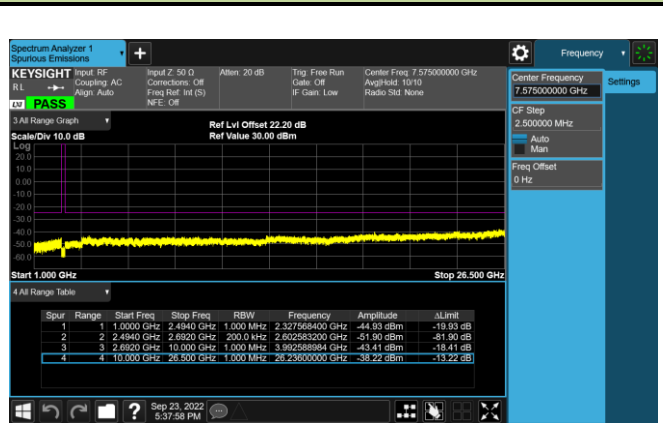 Spectrum Analyzer 1
Spurious Emissions
Frequency
KEYSIGHT
RL
LXI PASS
Input: RF
Coupling: AC
Align: Auto
Input Z: 50 Ω
Corrections: Off
Freq Ref: Int (S)
NFE: Off
Atten: 20 dB
Trig: Free Run
Gate: Off
IF Gain: Low
Center Freq: 7.575000000 GHz
Avg|Hold: 10/10
Radio Std: None
Center Frequency
7.575000000 GHz
Settings
CF Step
2.500000 MHz
Auto
Man
Freq Offset
0 Hz
3 All Range Graph
Scale/Div 10.0 dB
Ref Lvl Offset 22.20 dB
Ref Value 30.00 dBm
Log
20.0
10.0
0.00
-10.0
-20.0
-30.0
-40.0
-50.0
-60.0
Start 1.000 GHz
Stop 26.500 GHz
4 All Range Table
Spur Range Start Freq Stop Freq RBW Frequency Amplitude ΔLimit
1 1 1.0000 GHz 2.4940 GHz 1.000 MHz 2.327568400 GHz -44.93 dBm -19.93 dB
2 2 2.4940 GHz 2.6920 GHz 200.0 kHz 2.602583200 GHz -51.90 dBm -81.90 dB
3 3 2.6920 GHz 10.000 GHz 1.000 MHz 3.992588984 GHz -43.41 dBm -18.41 dB
4 4 10.000 GHz 26.500 GHz 1.000 MHz 26.23600000 GHz -38.22 dBm -13.22 dB
Sep 23, 2022
5:37:58 PM